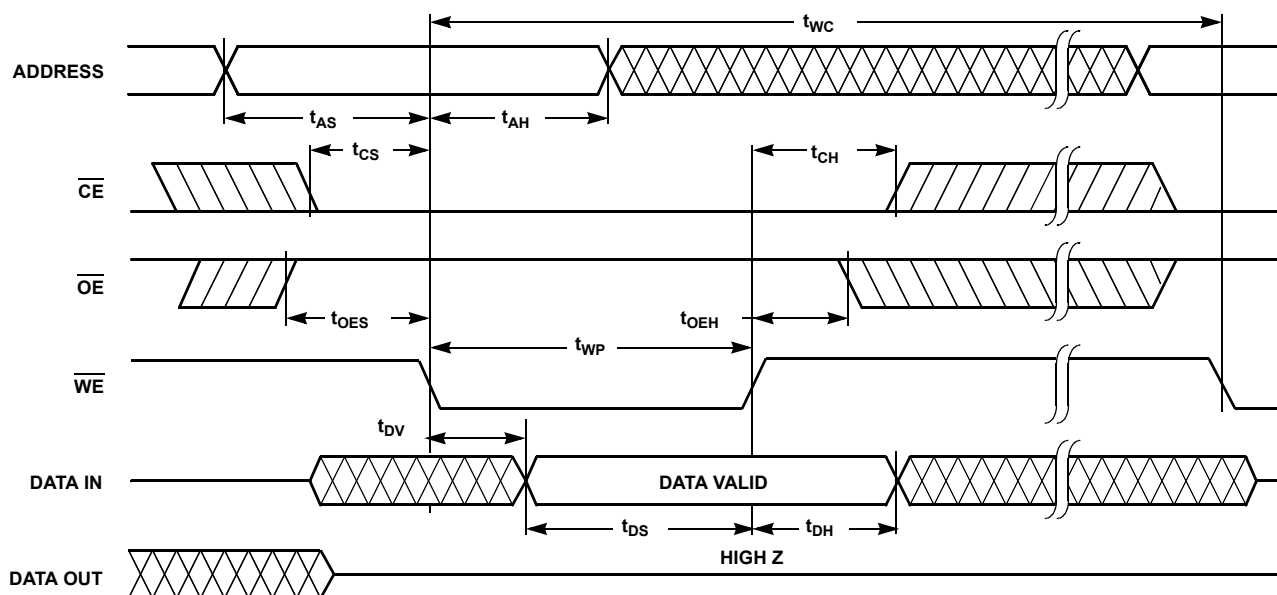 tWC
ADDRESS
tAS
tAH
tCS
tCH
CE
OE
tOES
tOEH
tWP
WE
tDV
DATA IN
DATA VALID
tDS
tDH
HIGH Z
DATA OUT